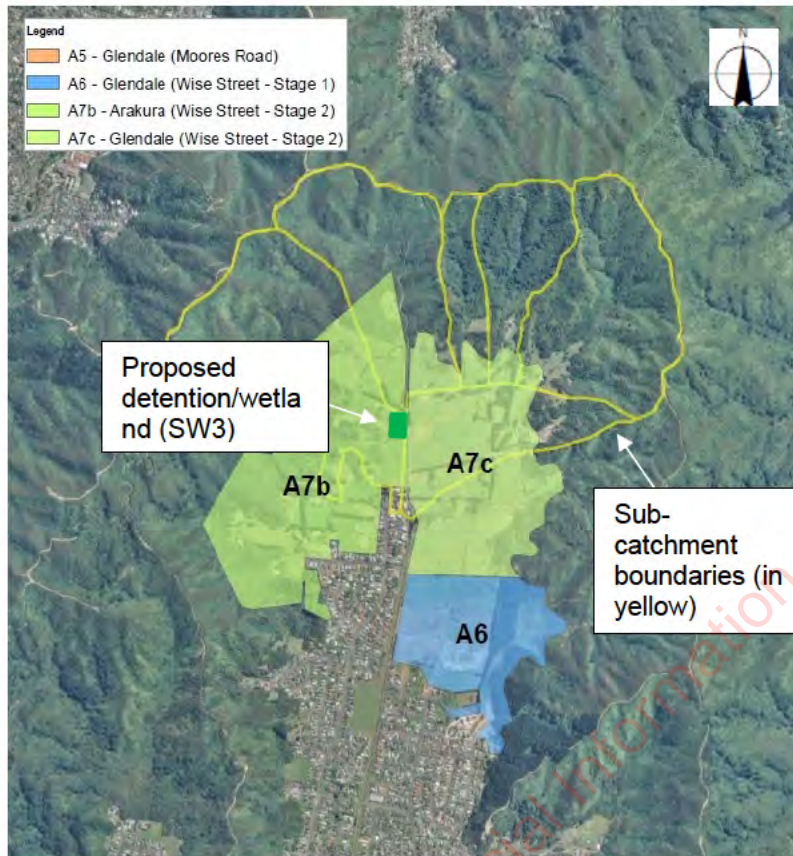 Legend
A5 - Glendale (Moores Road)
A6 - Glendale (Wise Street - Stage 1)
A7b - Arakura (Wise Street - Stage 2)
A7c - Glendale (Wise Street - Stage 2)
N
Proposed
detention/wetla
nd (SW3)
A7b
A7c
Sub-
catchment
boundaries (in
yellow)
A6
Information